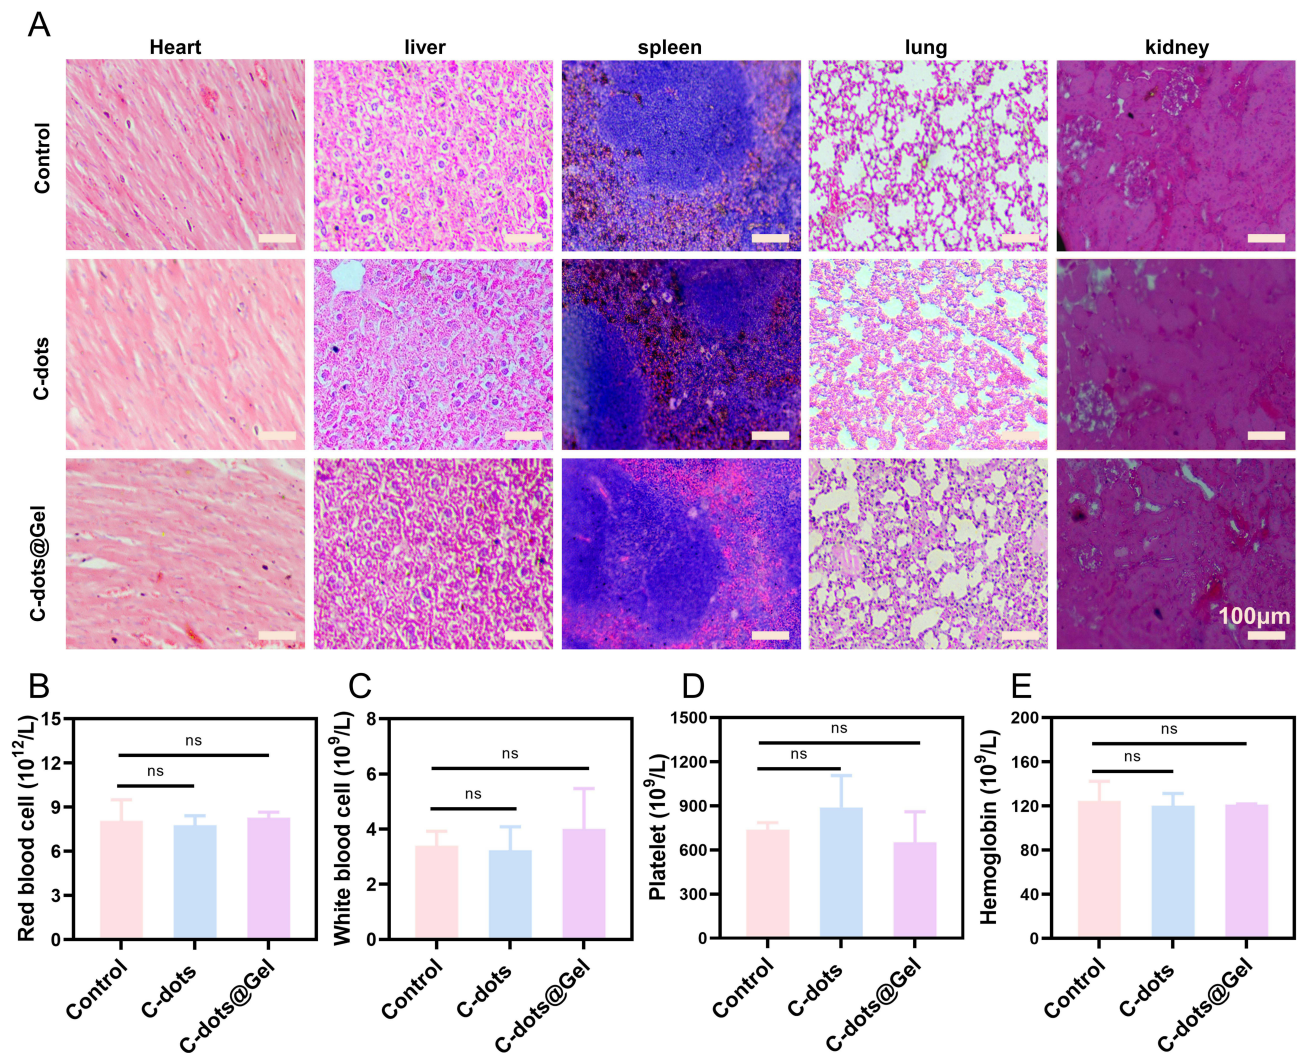 A
Heart liver spleen lung kidney
Control
C-dots
C-dots@Gel
100μm
B
Red blood cell (10¹²/L)
15
12
9
6
3
0
ns
ns
Control C-dots C-dots@Gel
C
White blood cell (10⁹/L)
8
6
4
2
0
ns
ns
Control C-dots C-dots@Gel
D
Platelet (10⁹/L)
1500
1200
900
600
300
0
ns
ns
Control C-dots C-dots@Gel
E
Hemoglobin (10⁹/L)
200
160
120
80
40
0
ns
ns
Control C-dots C-dots@Gel